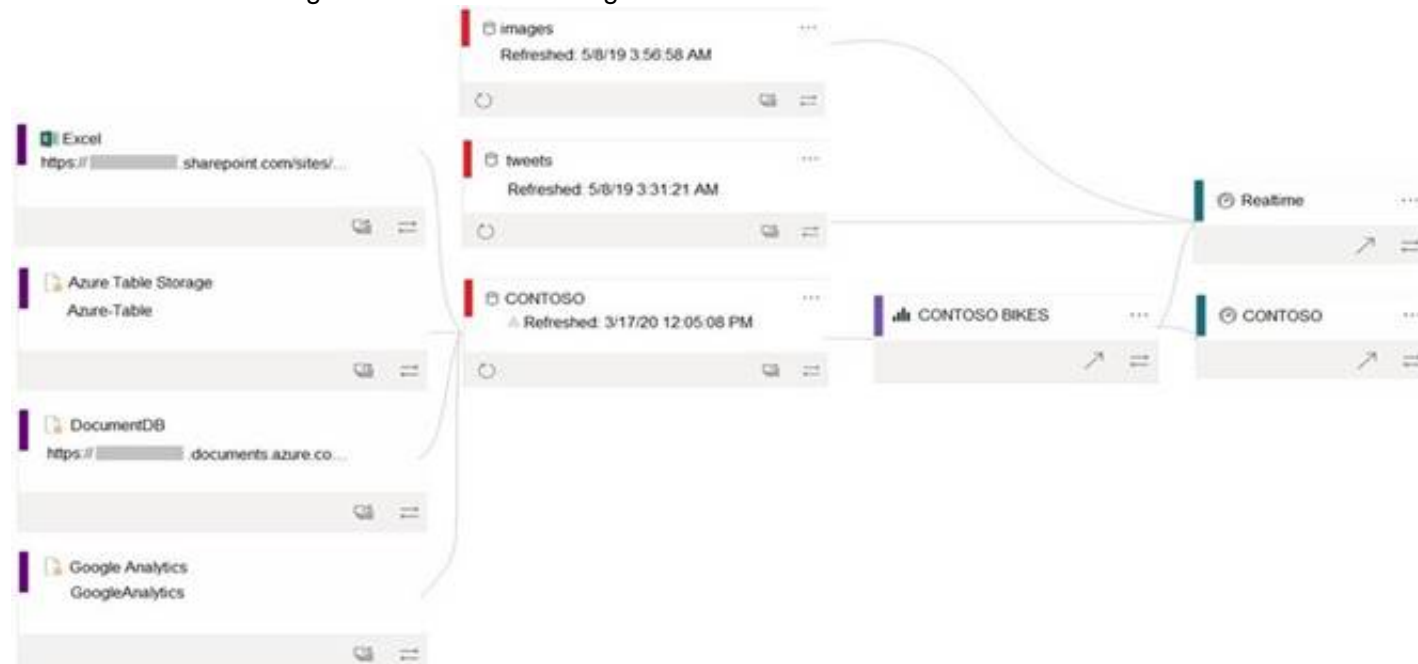 images
Refreshed: 5/8/19 3:56:58 AM
Excel
https:// .sharepoint.com/sites/...
tweets
Refreshed: 5/8/19 3:31:21 AM
Realtime
Azure Table Storage
Azure-Table
CONTOSO
Refreshed: 3/17/20 12:05:08 PM
CONTOSO BIKES
CONTOSO
DocumentDB
https:// .documents.azure.co...
Google Analytics
GoogleAnalytics